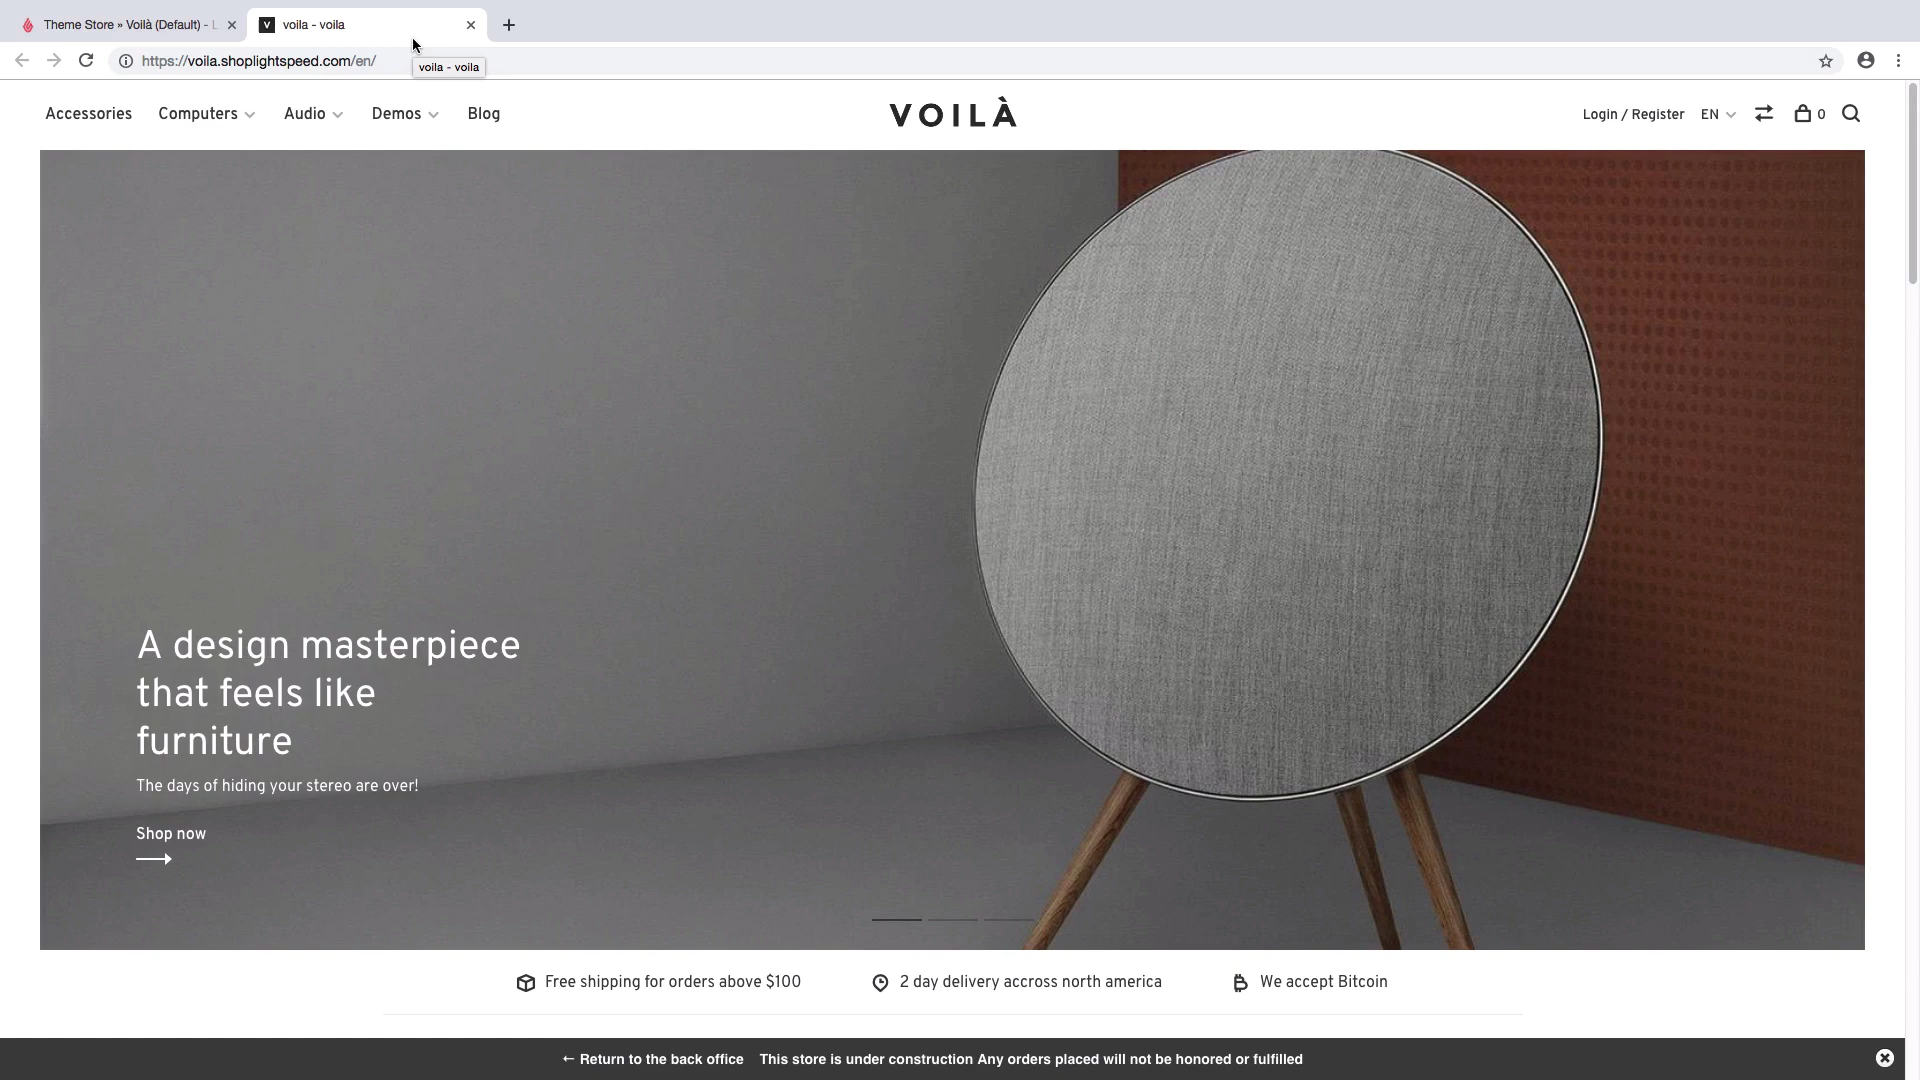 Theme Store » Voilà (Default) -
voila - voila
https://voila.shoplightspeed.com/en/
voila - voila
Accessories Computers Audio Demos Blog
VOILÀ
Login / Register EN 0
A design masterpiece
that feels like
furniture
The days of hiding your stereo are over!
Shop now
Free shipping for orders above $100
2 day delivery accross north america
We accept Bitcoin
← Return to the back office This store is under construction Any orders placed will not be honored or fulfilled